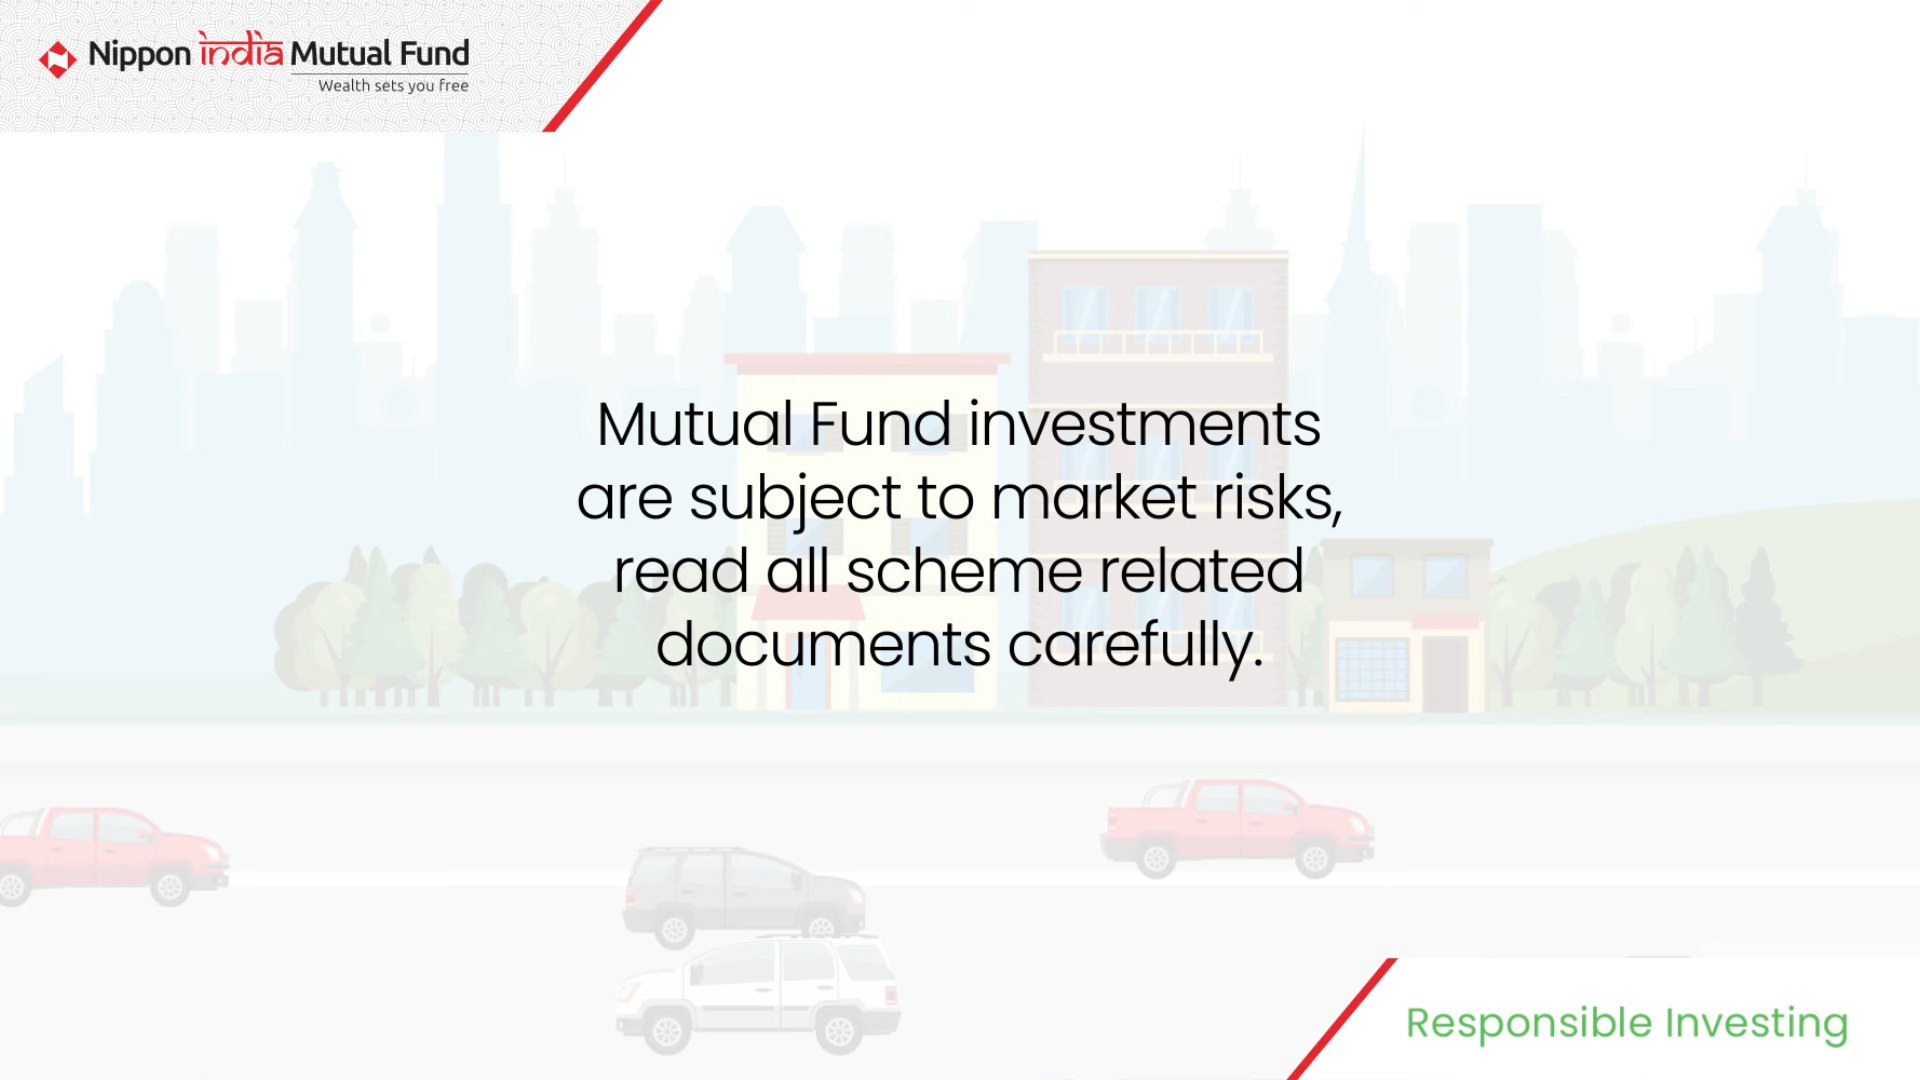 Nippon india Mutual Fund
Wealth sets you free
Mutual Fund investments
are subject to market risks,
read all scheme related
documents carefully.
Responsible Investing